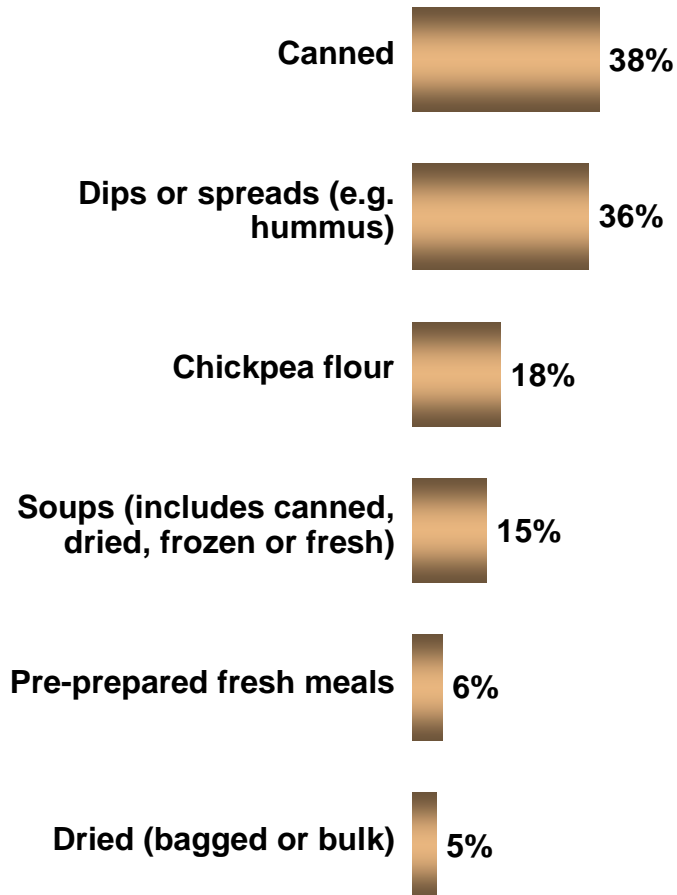 Canned
38%
Dips or spreads (e.g.
hummus)
36%
Chickpea flour
18%
Soups (includes canned,
dried, frozen or fresh)
15%
Pre-prepared fresh meals
6%
Dried (bagged or bulk)
5%